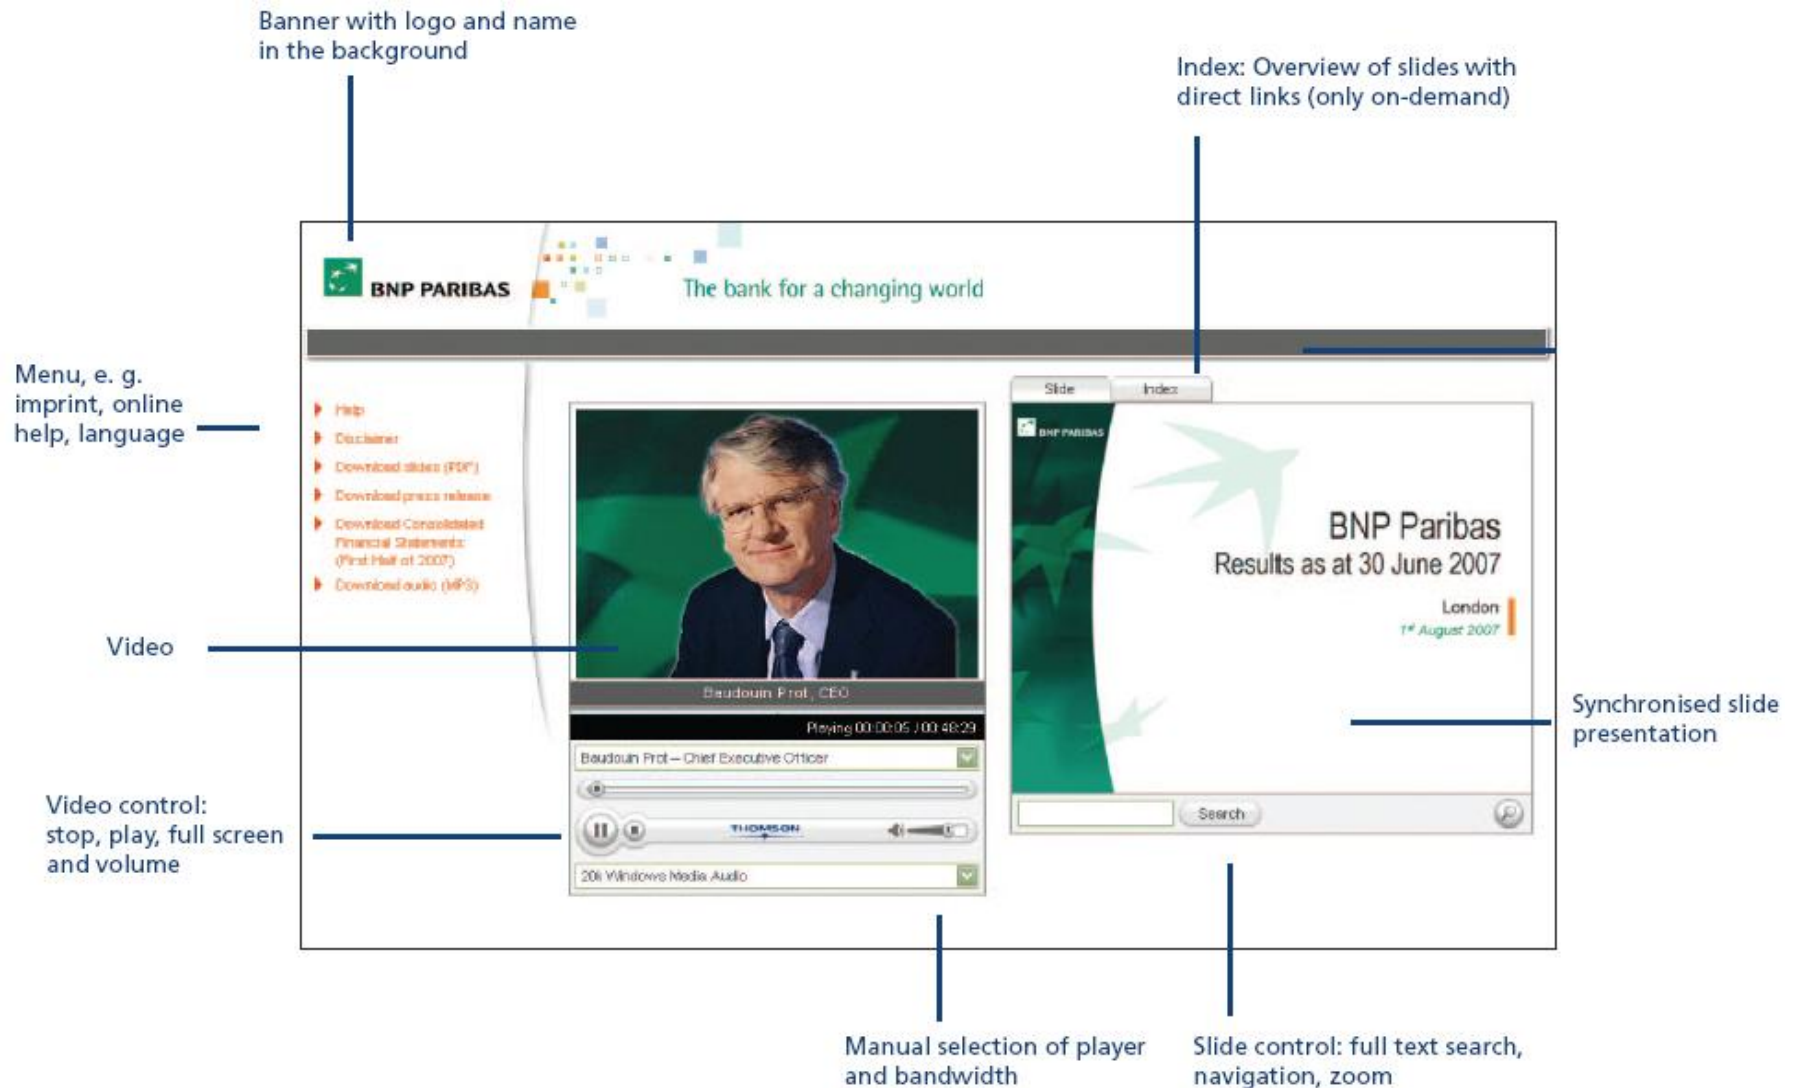 Banner with logo and name
in the background
Index: Overview of slides with
direct links (only on-demand)
BNP PARIBAS
The bank for a changing world
Menu, e. g.
imprint, online
help, language
Help
Disclaimer
Download slides (PDF)
Download press release
Download Consolidated
Financial Statements
(First Half of 2007)
Download audio (MP3)
Video
Baudouin Prot, CEO
Playing 00:00:05 / 00:48:29
Baudouin Prot – Chief Executive Officer
THOMSON
20k Windows Media Audio
Video control:
stop, play, full screen
and volume
Slide
Index
BNP PARIBAS
BNP Paribas
Results as at 30 June 2007
London
1st August 2007
Search
Synchronised slide
presentation
Manual selection of player
and bandwidth
Slide control: full text search,
navigation, zoom